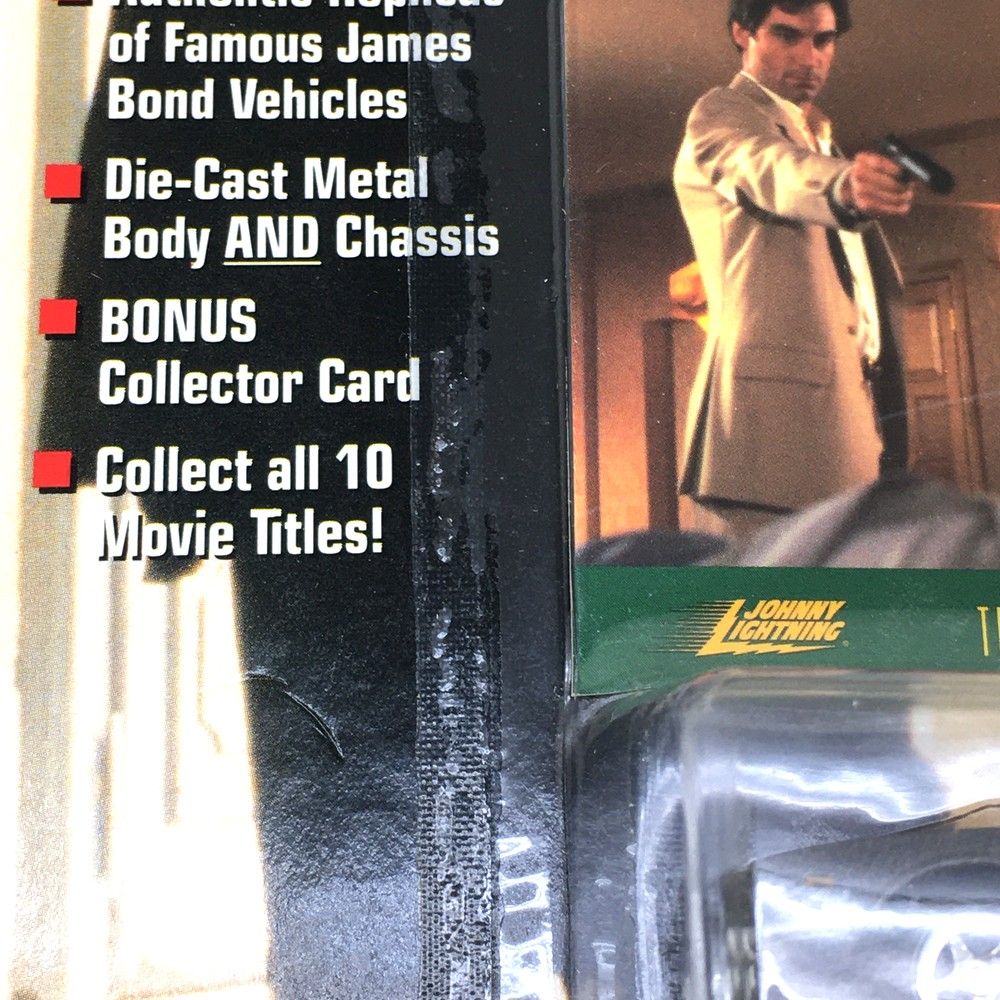 of Famous James
Bond Vehicles
Die-Cast Metal
Body AND Chassis
BONUS
Collector Card
Collect all 10
Movie Titles!
JOHNNY
LIGHTNING